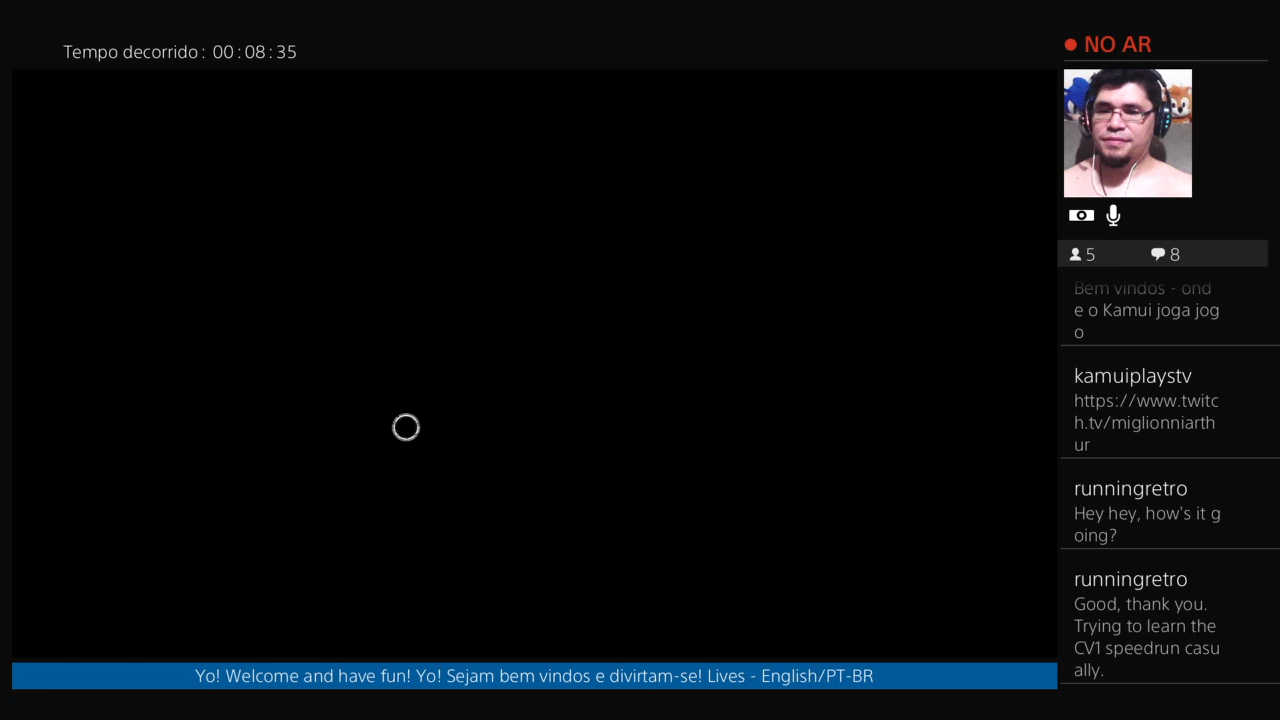 Tempo decorrido : 00 : 08 : 35
NO AR
5
8
Bem vindos - ond
e o Kamui joga jog
o
kamuiplaystv
https://www.twitc
h.tv/miglionniarth
ur
runningretro
Hey hey, how's it g
oing?
runningretro
Good, thank you.
Trying to learn the
CV1 speedrun casu
ally.
Yo! Welcome and have fun! Yo! Sejam bem vindos e divirtam-se! Lives - English/PT-BR